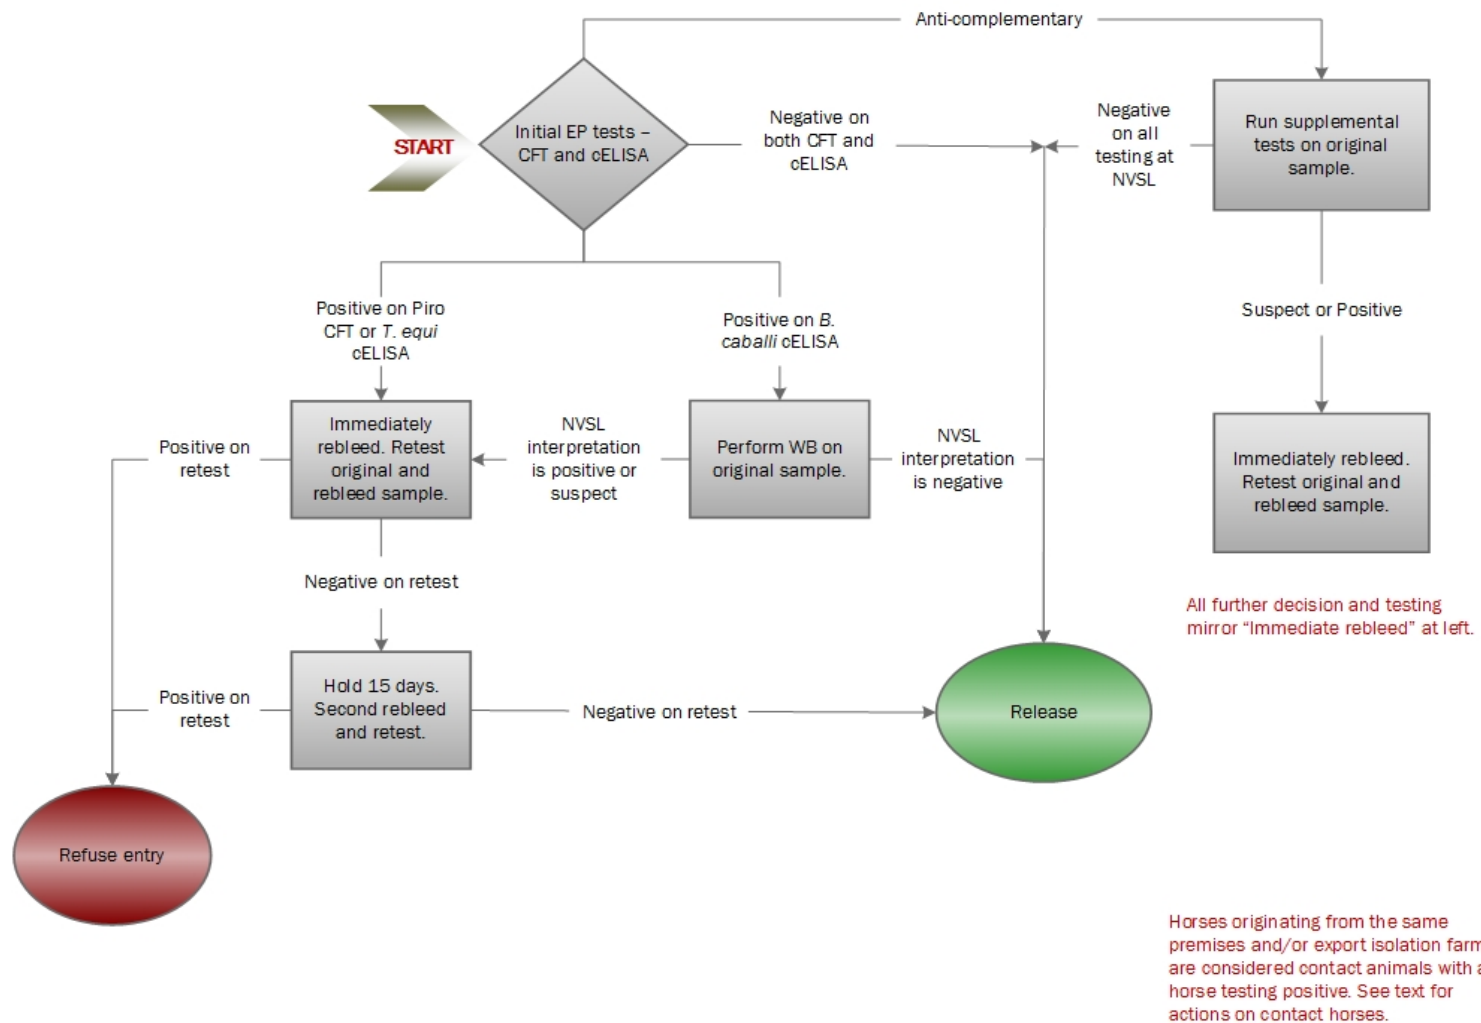 Anti-complementary
START
Initial EP tests –
CFT and cELISA
Negative on
both CFT and
cELISA
Negative
on all
testing at
NVSL
Run supplemental
tests on original
sample.
Positive on Piro
CFT or T. equi
cELISA
Positive on B.
caballi cELISA
Suspect or Positive
Positive on
retest
Immediately
rebleed. Retest
original and
rebleed sample.
NVSL
interpretation
is positive or
suspect
Perform WB on
original sample.
NVSL
interpretation
is negative
Immediately rebleed.
Retest original and
rebleed sample.
Negative on retest
All further decision and testing
mirror “Immediate rebleed” at left.
Positive on
retest
Hold 15 days.
Second rebleed
and retest.
Negative on retest
Release
Refuse entry
Horses originating from the same
premises and/or export isolation farm
are considered contact animals with a
horse testing positive. See text for
actions on contact horses.